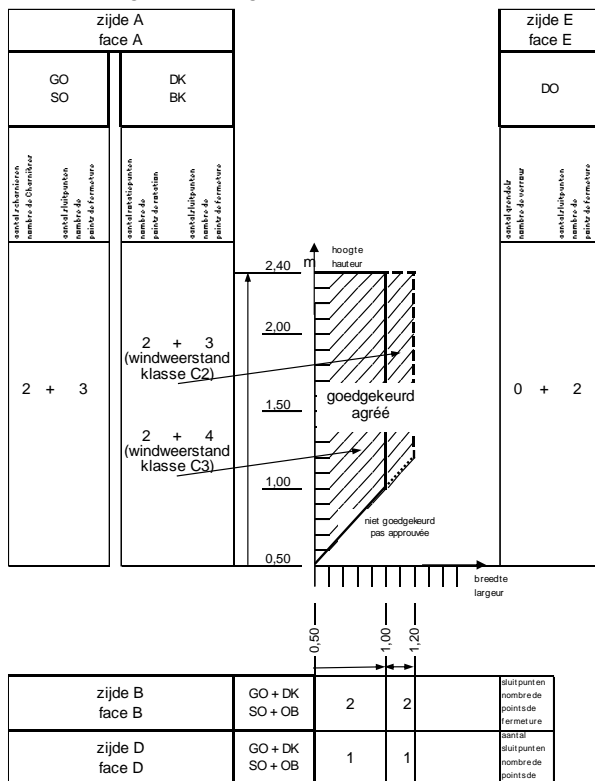 zijde A
face A
zijde E
face E
GO
SO
DK
BK
DO
aantal scharnieren
nombre de Charnières
aantal sluitpunten
nombre de
points de fermeture
aantal rotatiepunten
nombre de
points de rotation
aantal sluitpunten
nombre de
points de fermeture
aantal grendels
nombre de verroux
aantal sluitpunten
nombre de
points de fermeture
m
hoogte
hauteur
2,40
2,00
1,50
1,00
0,50
2 + 3
2 + 3
(windweerstand
klasse C2)
2 + 4
(windweerstand
klasse C3)
goedgekeurd
agréé
niet goedgekeurd
pas approuvée
0 + 2
breedte
largeur
0,50
1,00
1,20
zijde B
face B
GO + DK
SO + OB
2
2
sluitpunten
nombre de
points de
fermeture
zijde D
face D
GO + DK
SO + OB
1
1
aantal
sluitpunten
nombre de
points de